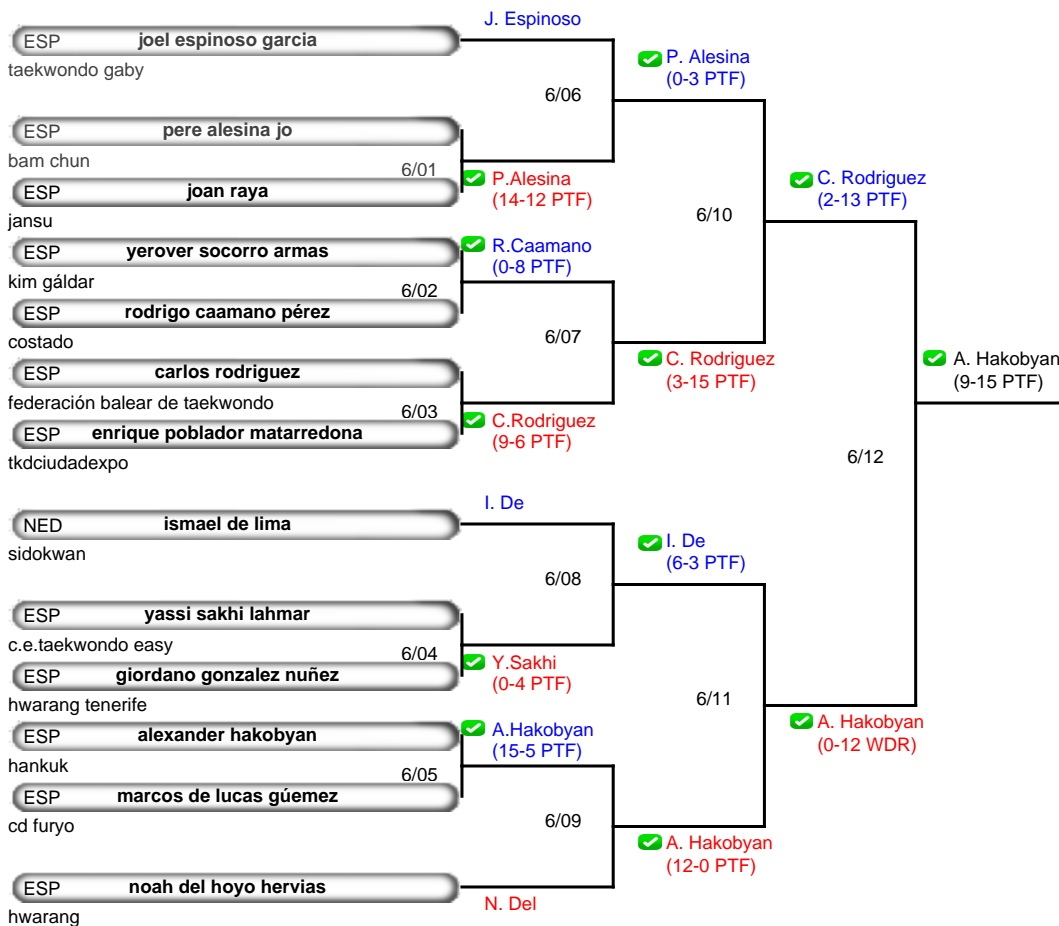 J. Espinoso
ESP joel espinoso garcia
taekwondo gaby
P. Alesina
(0-3 PTF)
6/06
ESP pere alesina jo
bam chun
6/01
P.Alesina
(14-12 PTF)
ESP joan raya
jansu
C. Rodriguez
(2-13 PTF)
6/10
ESP yerover socorro armas
kim gáldar
R.Caamano
(0-8 PTF)
6/02
ESP rodrigo caamano pérez
costado
6/07
C. Rodriguez
(3-15 PTF)
A. Hakobyan
(9-15 PTF)
ESP carlos rodriguez
federación balear de taekwondo
6/03
C.Rodriguez
(9-6 PTF)
ESP enrique poblador matarredona
tkdciudadexpo
6/12
I. De
NED ismael de lima
sidokwan
I. De
(6-3 PTF)
6/08
ESP yassi sakhi lahmar
c.e.taekwondo easy
6/04
Y.Sakhi
(0-4 PTF)
ESP giordano gonzalez nuñez
hwarang tenerife
6/11
A. Hakobyan
(0-12 WDR)
ESP alexander hakobyan
hankuk
A.Hakobyan
(15-5 PTF)
6/05
ESP marcos de lucas gúemez
cd furyo
6/09
A. Hakobyan
(12-0 PTF)
ESP noah del hoyo hervias
hwarang
N. Del